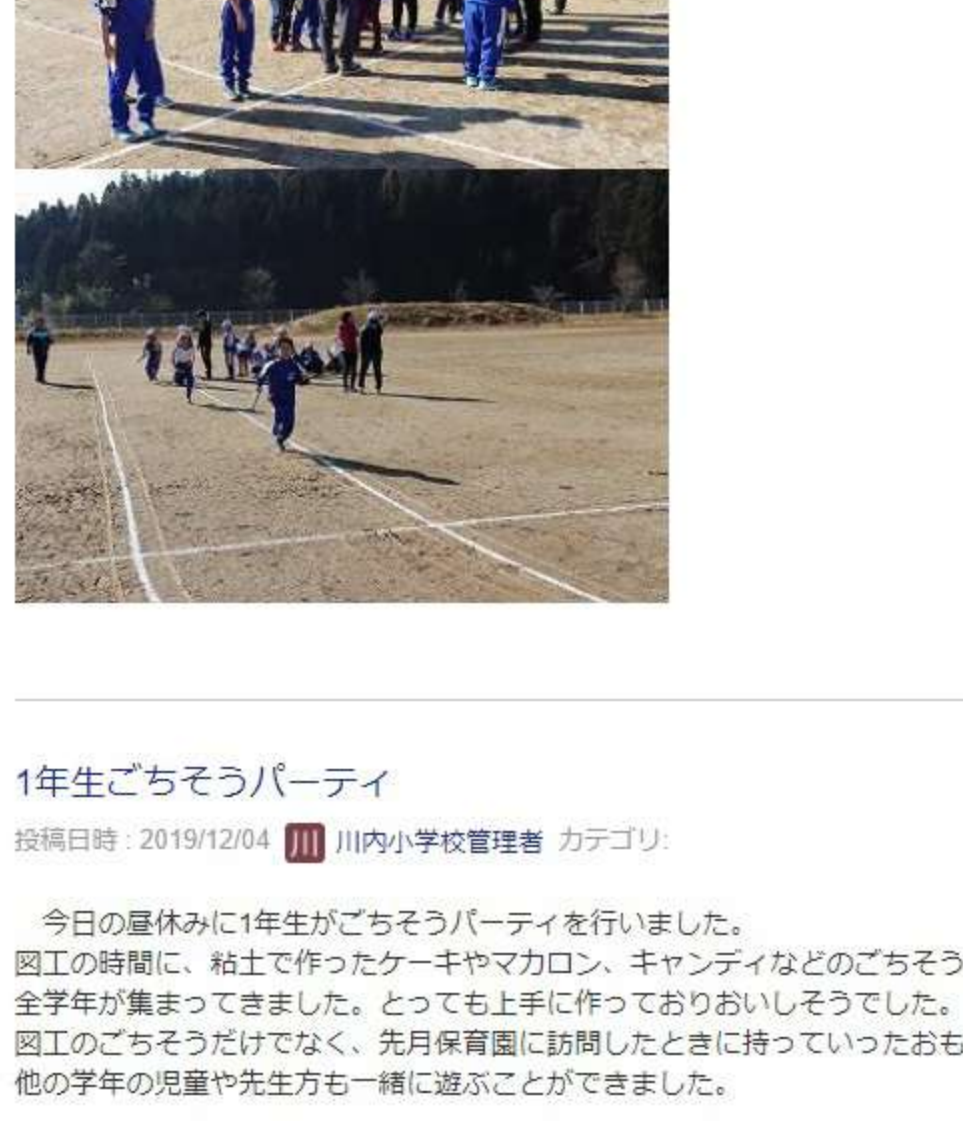 1年生ごちそうパーティ
投稿日時 : 2019/12/04 川 川内小学校管理者 カテゴリ:
今日の昼休みに1年生がごちそうパーティを行いました。
図工の時間に、粘土で作ったケーキやマカロン、キャンディなどのごちそう
全学年が集まってきました。とっても上手に作っておりおいしそうでした。
図工のごちそうだけでなく、先月保育園に訪問したときに持っていったおも
他の学年の児童や先生方も一緒に遊ぶことができました。